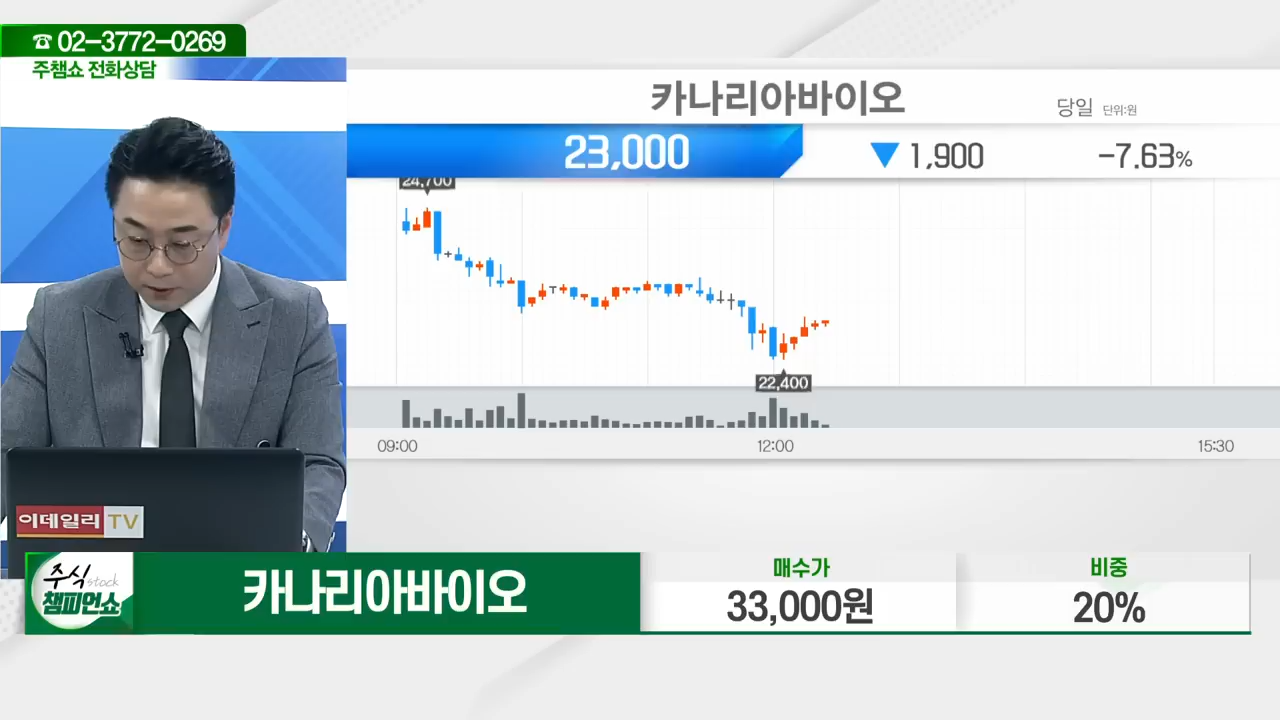 ☎ 02-3772-0269
주챔쇼 전화상담
카나리아바이오
당일 단위:원
23,000
▼ 1,900
-7.63%
24,700
22,400
09:00
12:00
15:30
이데일리 TV
주식 stock
챔피언쇼
카나리아바이오
매수가
33,000원
비중
20%